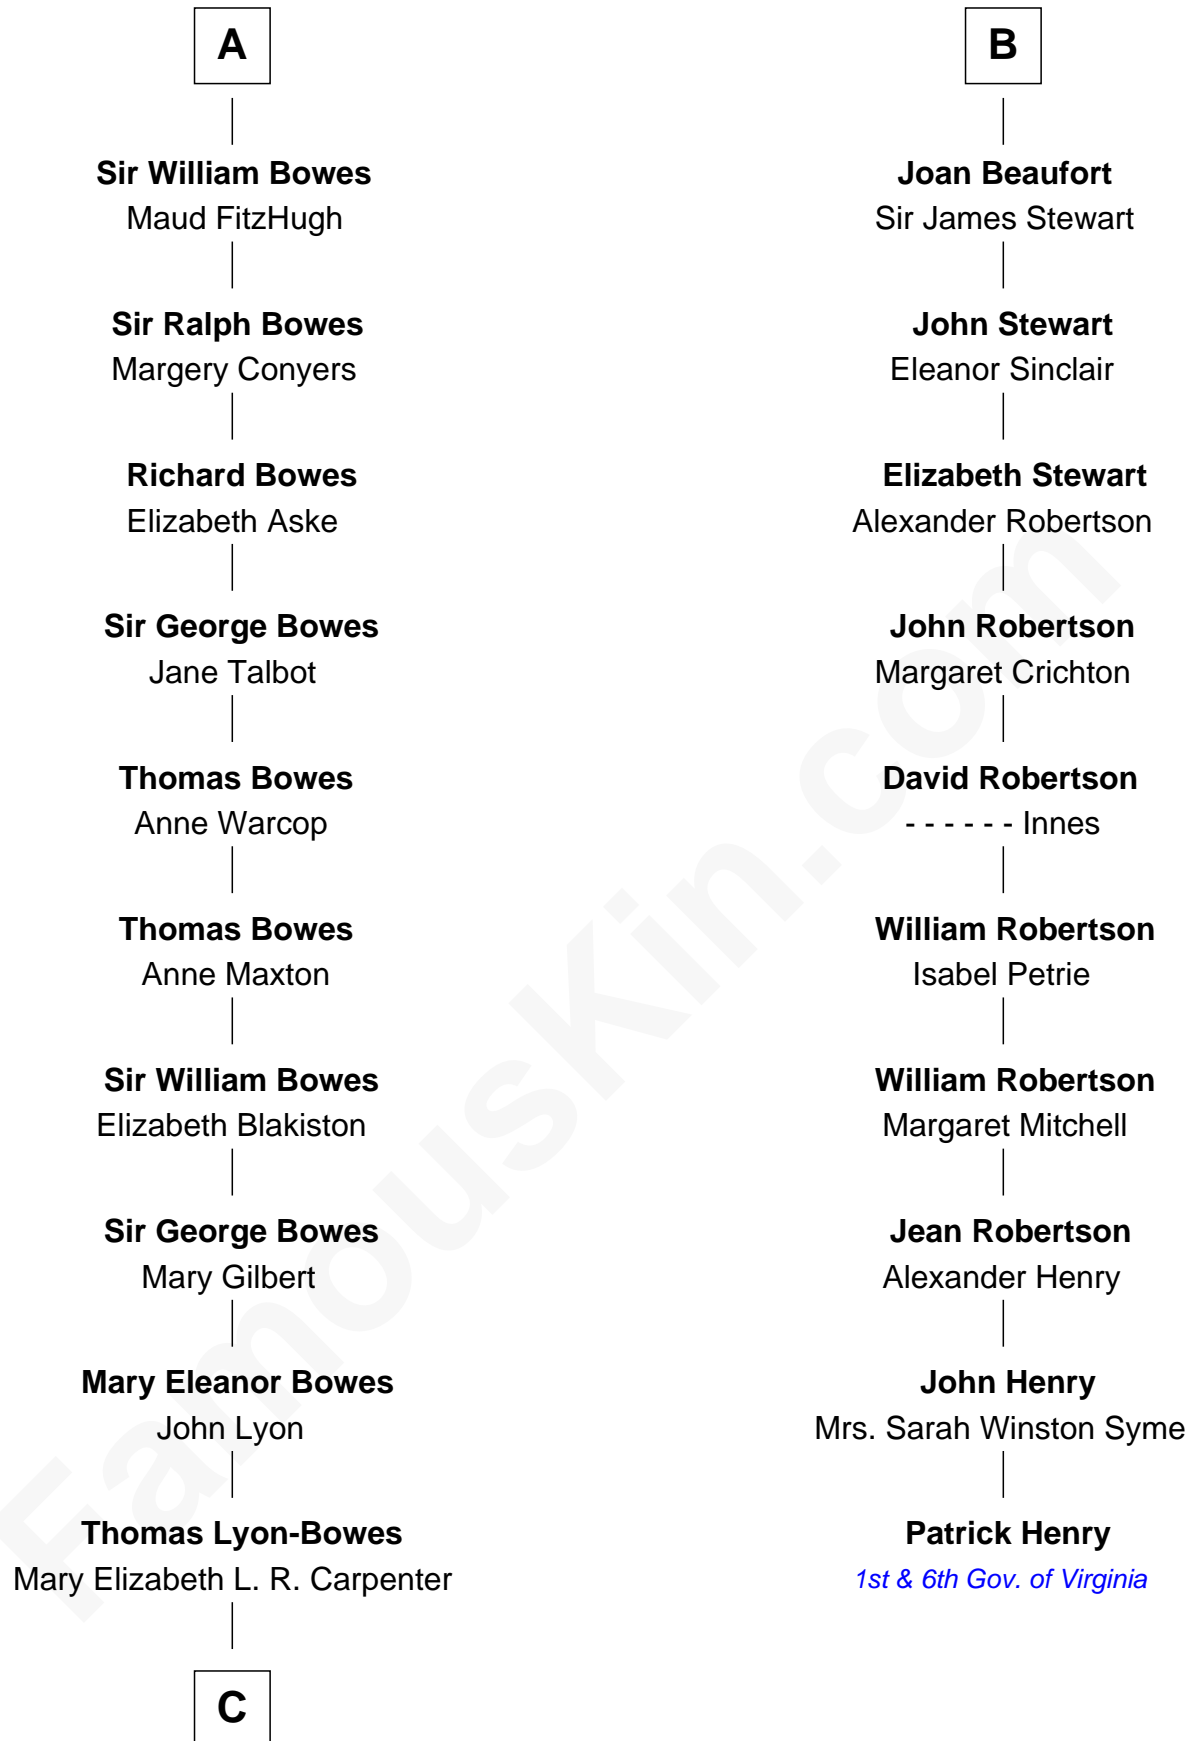 A
Sir William Bowes
Maud FitzHugh
Sir Ralph Bowes
Margery Conyers
Richard Bowes
Elizabeth Aske
Sir George Bowes
Jane Talbot
Thomas Bowes
Anne Warcop
Thomas Bowes
Anne Maxton
Sir William Bowes
Elizabeth Blakiston
Sir George Bowes
Mary Gilbert
Mary Eleanor Bowes
John Lyon
Thomas Lyon-Bowes
Mary Elizabeth L. R. Carpenter
C
B
Joan Beaufort
Sir James Stewart
John Stewart
Eleanor Sinclair
Elizabeth Stewart
Alexander Robertson
John Robertson
Margaret Crichton
David Robertson
- - - - - - Innes
William Robertson
Isabel Petrie
William Robertson
Margaret Mitchell
Jean Robertson
Alexander Henry
John Henry
Mrs. Sarah Winston Syme
Patrick Henry
1st & 6th Gov. of Virginia
FamousKin.com